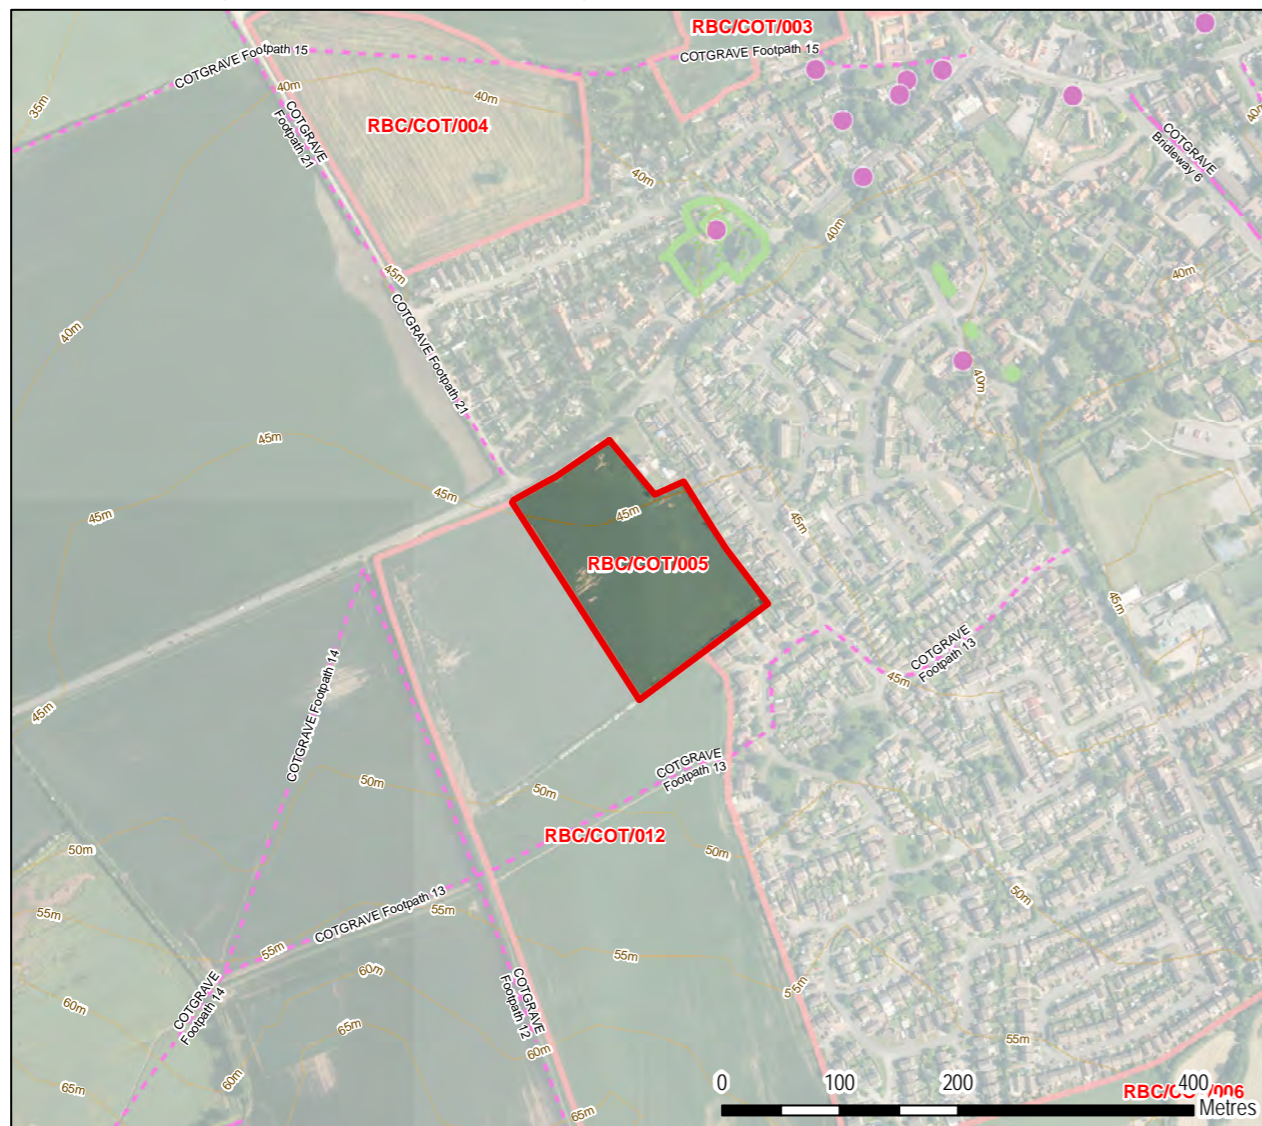 RBC/COT/003
COTGRAVE Footpath 15
COTGRAVE Footpath 15
35m
40m
40m
RBC/COT/004
COTGRAVE
Footpath 21
40m
COTGRAVE
Bridleway 6
40m
40m
45m
40m
40m
COTGRAVE Footpath 21
40m
45m
45m
45m
45m
45m
RBC/COT/005
45m
COTGRAVE
Footpath 13
COTGRAVE Footpath 14
45m
45m
COTGRAVE
Footpath 13
50m
50m
RBC/COT/012
50m
50m
50m
COTGRAVE Footpath 13
55m
55m
55m
55m
60m
55m
COTGRAVE
Footpath 14
COTGRAVE
Footpath 12
60m
65m
60m
55m
65m
60m
65m
0
100
200
400
Metres